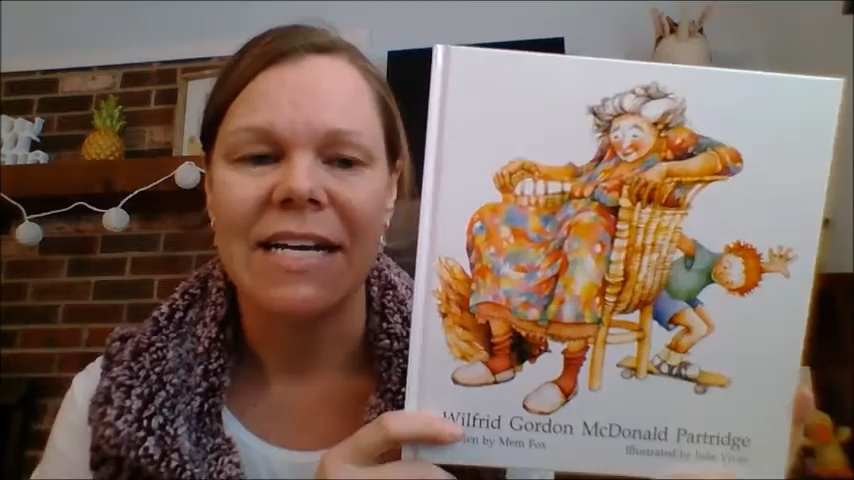 Wilfrid Gordon McDonald Partridge
by Mem Fox
Illustrated by Julie Vivas